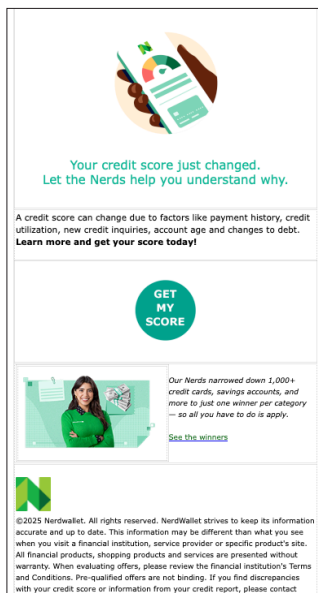 Your credit score just changed.
Let the Nerds help you understand why.
A credit score can change due to factors like payment history, credit
utilization, new credit inquiries, account age and changes to debt.
Learn more and get your score today!
GET
MY
SCORE
Our Nerds narrowed down 1,000+
credit cards, savings accounts, and
more to just one winner per category
— so all you have to do is apply.
See the winners
©2025 Nerdwallet. All rights reserved. NerdWallet strives to keep its information
accurate and up to date. This information may be different than what you see
when you visit a financial institution, service provider or specific product's site.
All financial products, shopping products and services are presented without
warranty. When evaluating offers, please review the financial institution's Terms
and Conditions. Pre-qualified offers are not binding. If you find discrepancies
with your credit score or information from your credit report, please contact